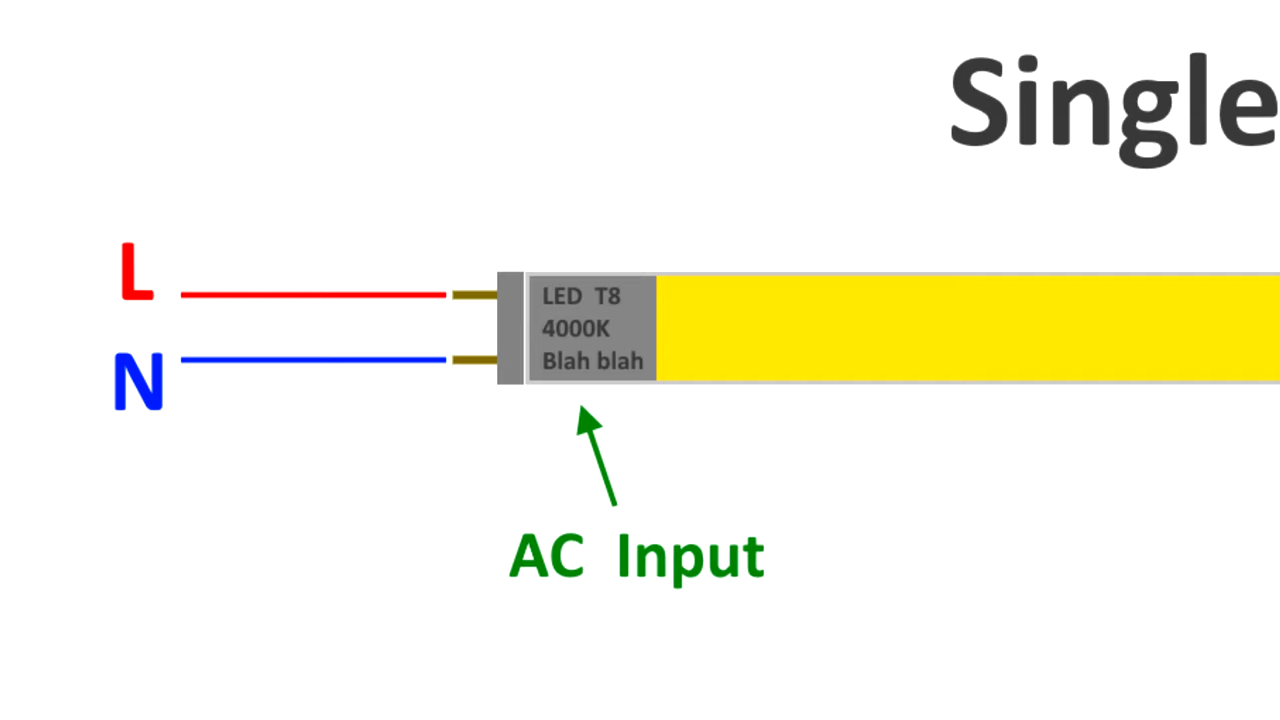 Single
L
N
LED T8
4000K
Blah blah
AC Input